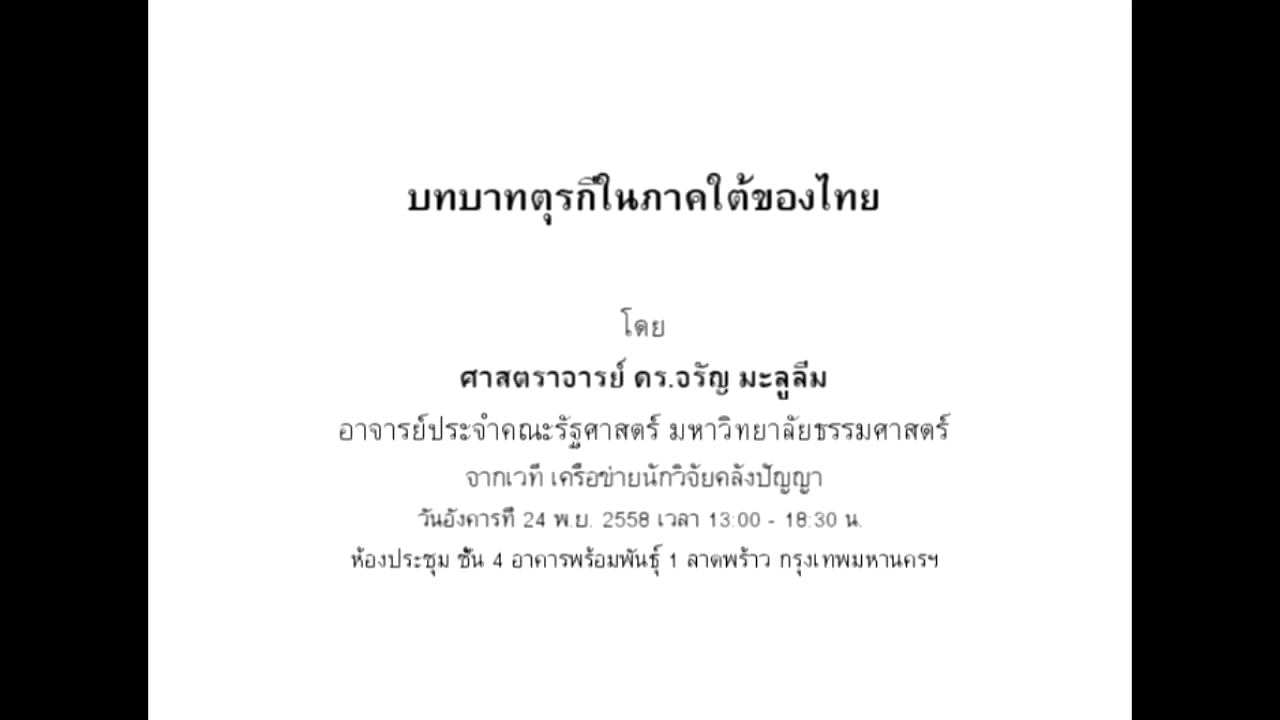 บทบาทตุรกีในภาคใต้ของไทย
โดย
ศาสตราจารย์ ดร.จรัญ มะลูลีม
อาจารย์ประจำคณะรัฐศาสตร์ มหาวิทยาลัยธรรมศาสตร์
จากเวที เครือข่ายนักวิจัยคลังปัญญา
วันอังคารที่ 24 พ.ย. 2558 เวลา 13:00 - 18:30 น.
ห้องประชุม ชั้น 4 อาคารพร้อมพันธุ์ 1 ลาดพร้าว กรุงเทพมหานครฯ